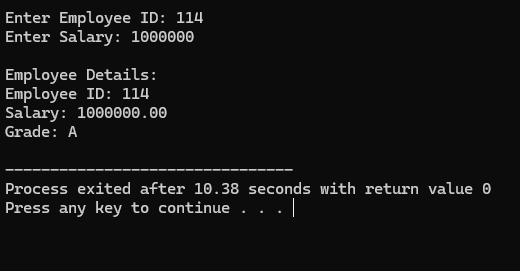 Enter Employee ID: 114
Enter Salary: 1000000
Employee Details:
Employee ID: 114
Salary: 1000000.00
Grade: A
--------------------------------
Process exited after 10.38 seconds with return value 0
Press any key to continue . . .